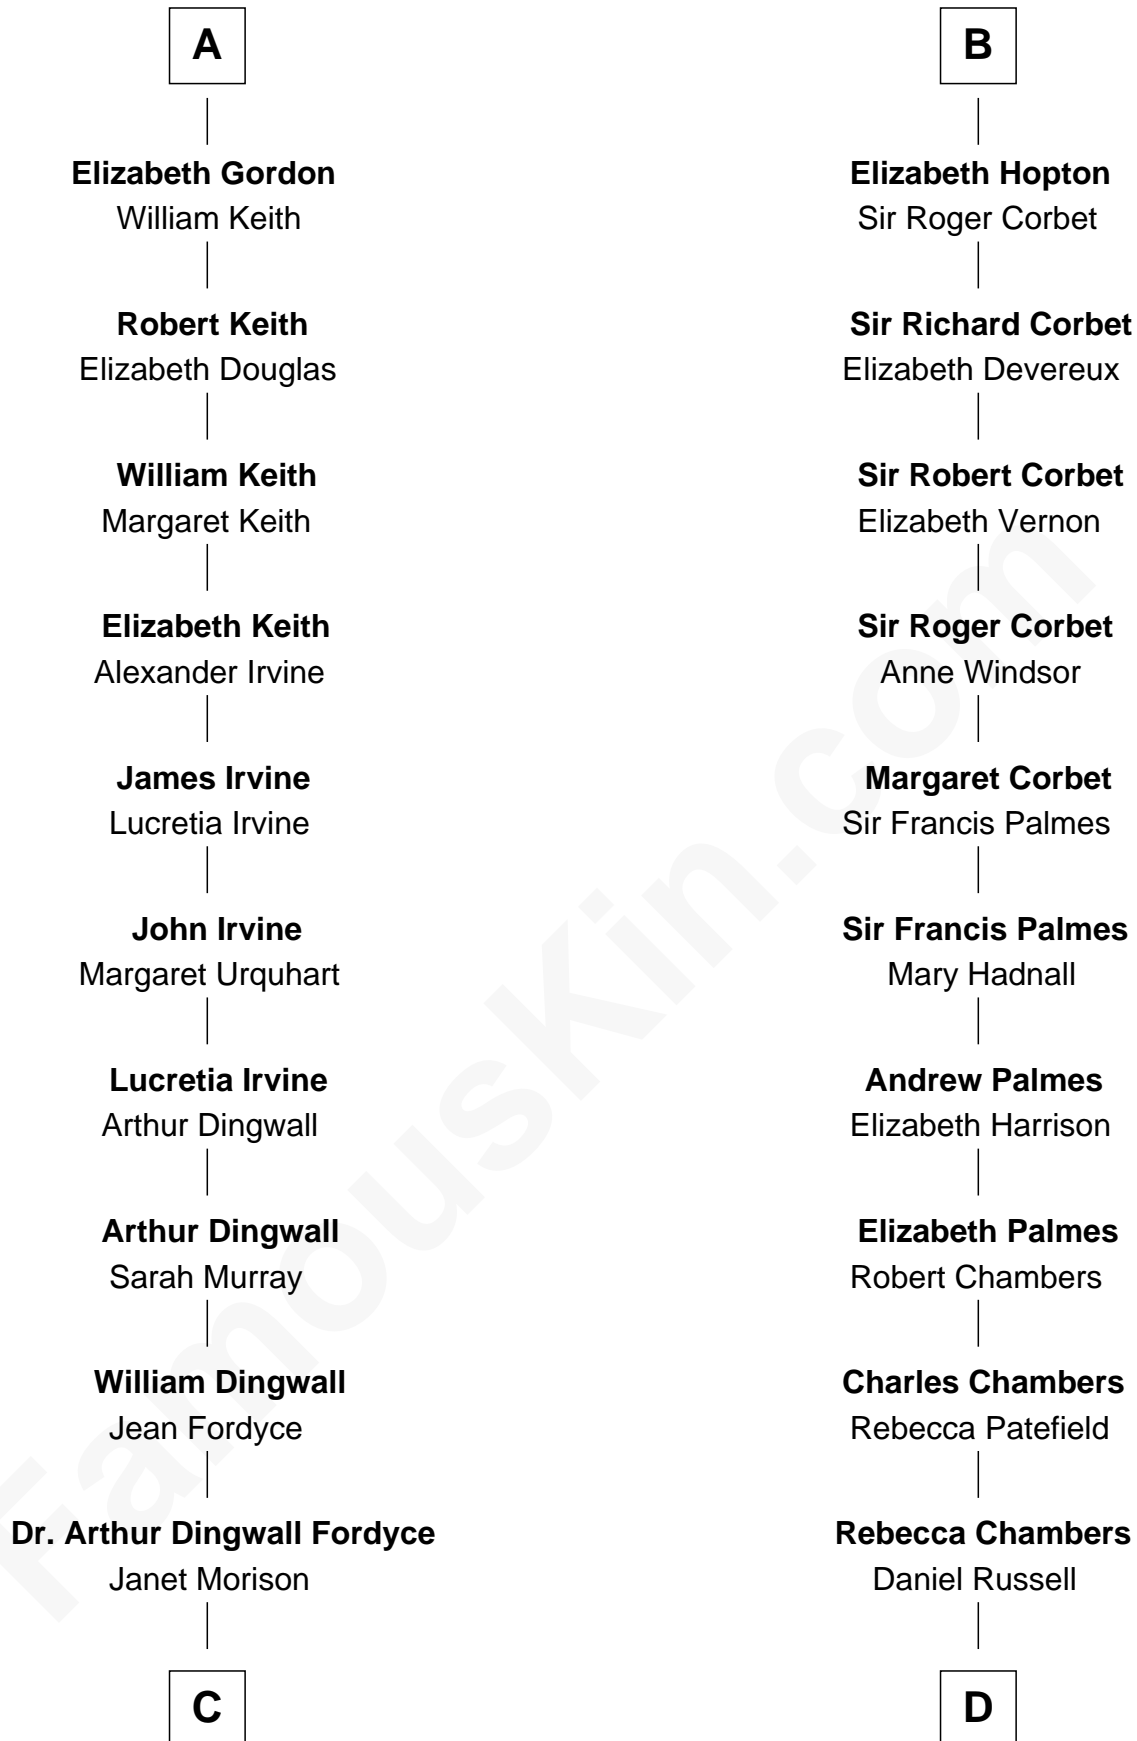 A
Elizabeth Gordon
William Keith
Robert Keith
Elizabeth Douglas
William Keith
Margaret Keith
Elizabeth Keith
Alexander Irvine
James Irvine
Lucretia Irvine
John Irvine
Margaret Urquhart
Lucretia Irvine
Arthur Dingwall
Arthur Dingwall
Sarah Murray
William Dingwall
Jean Fordyce
Dr. Arthur Dingwall Fordyce
Janet Morison
C
B
Elizabeth Hopton
Sir Roger Corbet
Sir Richard Corbet
Elizabeth Devereux
Sir Robert Corbet
Elizabeth Vernon
Sir Roger Corbet
Anne Windsor
Margaret Corbet
Sir Francis Palmes
Sir Francis Palmes
Mary Hadnall
Andrew Palmes
Elizabeth Harrison
Elizabeth Palmes
Robert Chambers
Charles Chambers
Rebecca Patefield
Rebecca Chambers
Daniel Russell
D
FamousKin.com